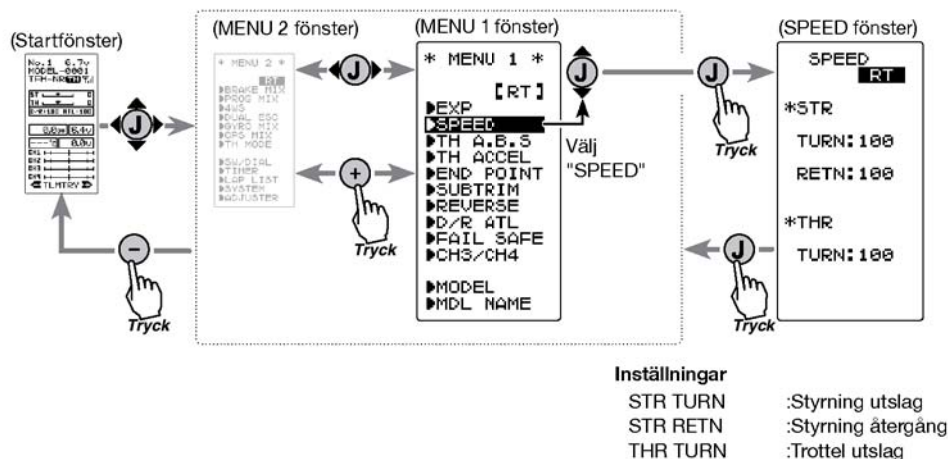 (Startfönster)
No.1 6.7v
MODEL-0001
(MENU 2 fönster)
* MENU 2 *
RT
BRAKE MIX
PROG MIX
4WS
DUAL ESC
GYRO MIX
CPS MIX
TH MODE
SW/DIAL
TIMER
LAP LIST
SYSTEM
ADJUSTER
(MENU 1 fönster)
* MENU 1 *
[RT]
EXP
SPEED
TH A.B.S
TH ACCEL
END POINT
SUBTRIM
REVERSE
D/R ATL
FAIL SAFE
CH3/CH4
MODEL
MDL NAME
(SPEED fönster)
SPEED
RT
*STR
TURN:100
RETN:100
*THR
TURN:100
J
J
J
Välj
"SPEED"
J
Tryck
+
Tryck
J
Tryck
−
Tryck
TLMTRY
Inställningar
STR TURN :Styrning utslag
STR RETN :Styrning återgång
THR TURN :Trottel utslag